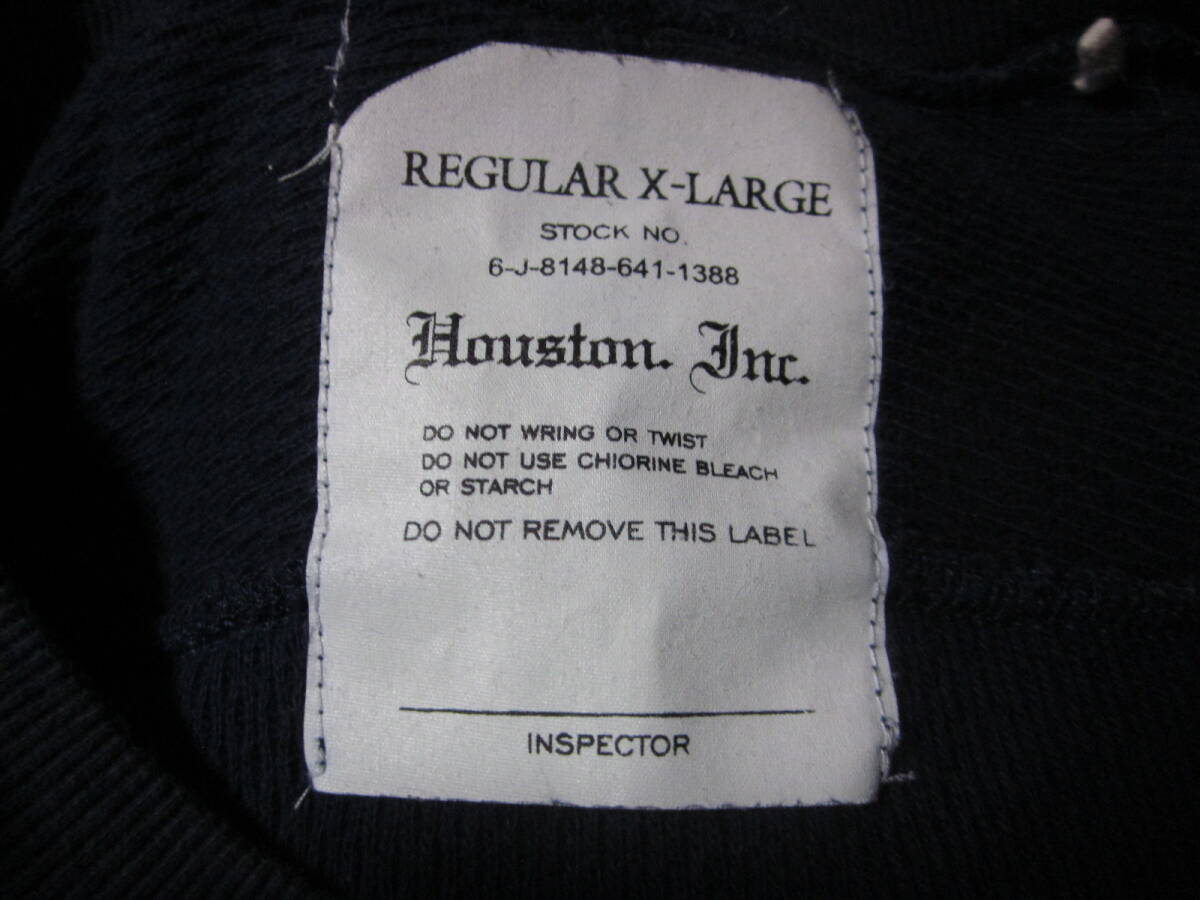 REGULAR X-LARGE
STOCK NO.
6-J-8148-641-1388
Houston. Inc.
DO NOT WRING OR TWIST
DO NOT USE CHIORINE BLEACH
OR STARCH
DO NOT REMOVE THIS LABEL
INSPECTOR